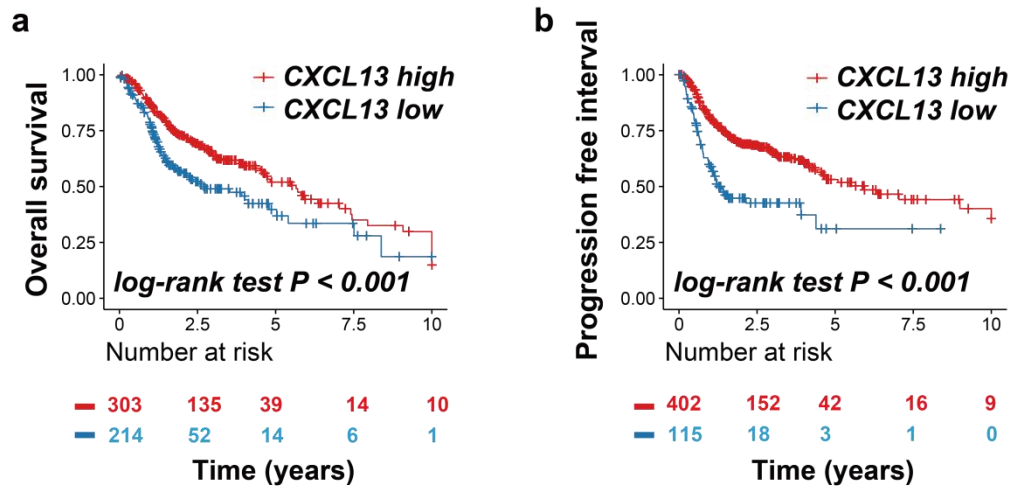 a
Overall survival
1.00
0.75
0.50
0.25
0.00
CXCL13 high
CXCL13 low
log-rank test P < 0.001
0 2.5 5 7.5 10
Number at risk
303 135 39 14 10
214 52 14 6 1
Time (years)
b
Progression free interval
1.00
0.75
0.50
0.25
0.00
CXCL13 high
CXCL13 low
log-rank test P < 0.001
0 2.5 5 7.5 10
Number at risk
402 152 42 16 9
115 18 3 1 0
Time (years)